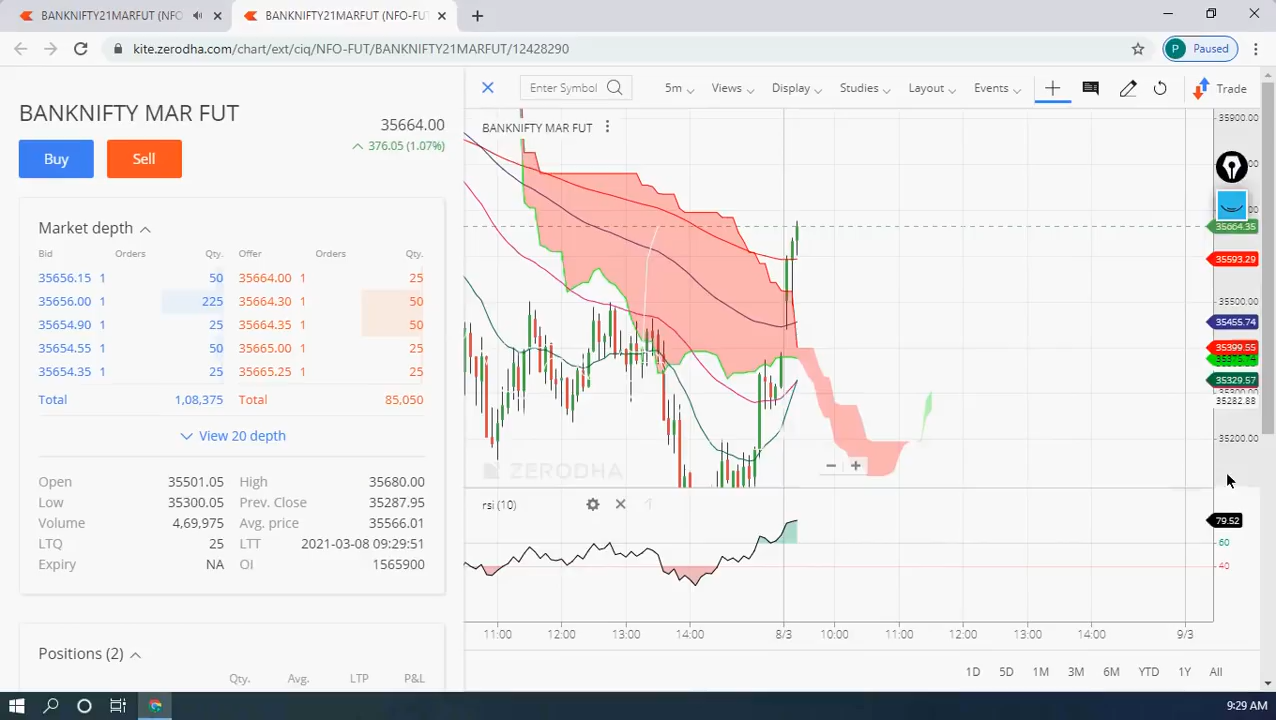 BANKNIFTY21MARFUT (NFO BANKNIFTY21MARFUT (NFO-FUT
kite.zerodha.com/chart/ext/ciq/NFO-FUT/BANKNIFTY21MARFUT/12428290
P Paused
BANKNIFTY MAR FUT
35664.00
376.05 (1.07%)
Buy Sell
Market depth
Bid Orders Qty. Offer Orders Qty.
35656.15 1 50 35664.00 1 25
35656.00 1 225 35664.30 1 50
35654.90 1 25 35664.35 1 50
35654.55 1 50 35665.00 1 25
35654.35 1 25 35665.25 1 25
Total 1,08,375 Total 85,050
View 20 depth
Open 35501.05 High 35680.00
Low 35300.05 Prev. Close 35287.95
Volume 4,69,975 Avg. price 35566.01
LTQ 25 LTT 2021-03-08 09:29:51
Expiry NA OI 1565900
Positions (2)
Qty. Avg. LTP P&L
Enter Symbol 5m Views Display Studies Layout Events Trade
BANKNIFTY MAR FUT
35900.00
35664.35
35593.29
35500.00
35455.74
35399.55
35329.57
35282.88
35200.00
ZERODHA
rsi (10)
79.52
60
40
11:00 12:00 13:00 14:00 8/3 10:00 11:00 12:00 13:00 14:00 9/3
1D 5D 1M 3M 6M YTD 1Y All
9:29 AM